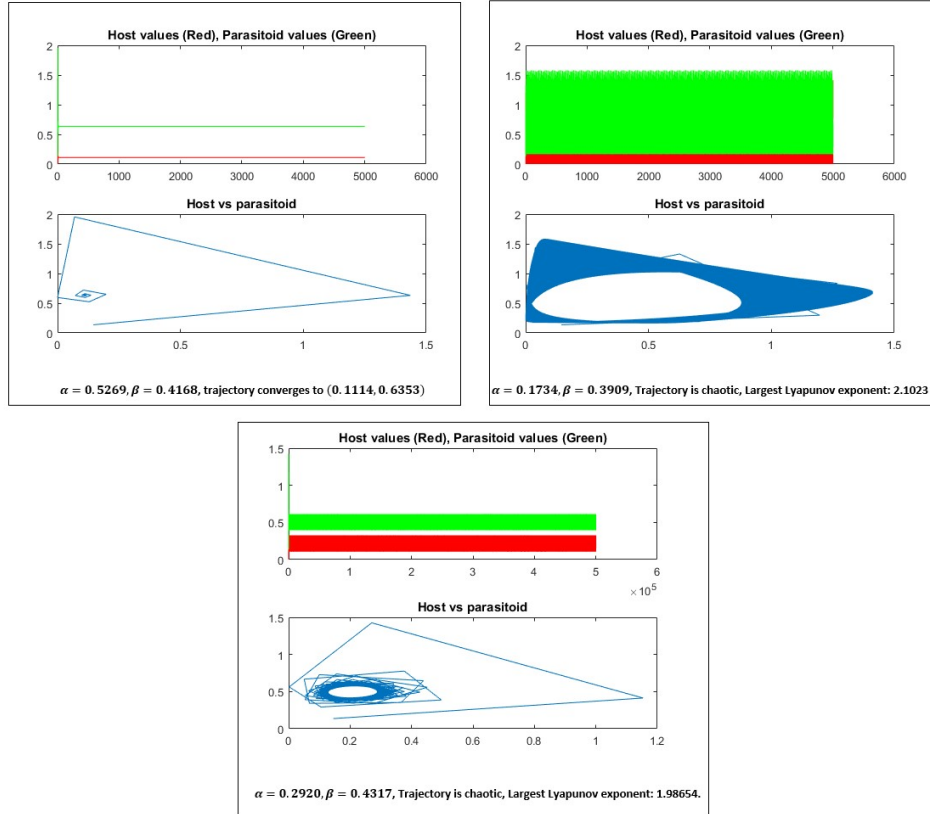 Host values (Red), Parasitoid values (Green)
2
1.5
1
0.5
0
0 1000 2000 3000 4000 5000 6000
Host vs parasitoid
2
1.5
1
0.5
0
0 0.5 1 1.5
α = 0.5269, β = 0.4168, trajectory converges to (0.1114, 0.6353)
Host values (Red), Parasitoid values (Green)
2
1.5
1
0.5
0
0 1000 2000 3000 4000 5000 6000
Host vs parasitoid
2
1.5
1
0.5
0
0 0.5 1 1.5
α = 0.1734, β = 0.3909, Trajectory is chaotic, Largest Lyapunov exponent: 2.1023
Host values (Red), Parasitoid values (Green)
1.5
1
0.5
0
0 1 2 3 4 5 6
×10⁵
Host vs parasitoid
1.5
1
0.5
0
0 0.2 0.4 0.6 0.8 1 1.2
α = 0.2920, β = 0.4317, Trajectory is chaotic, Largest Lyapunov exponent: 1.98654.